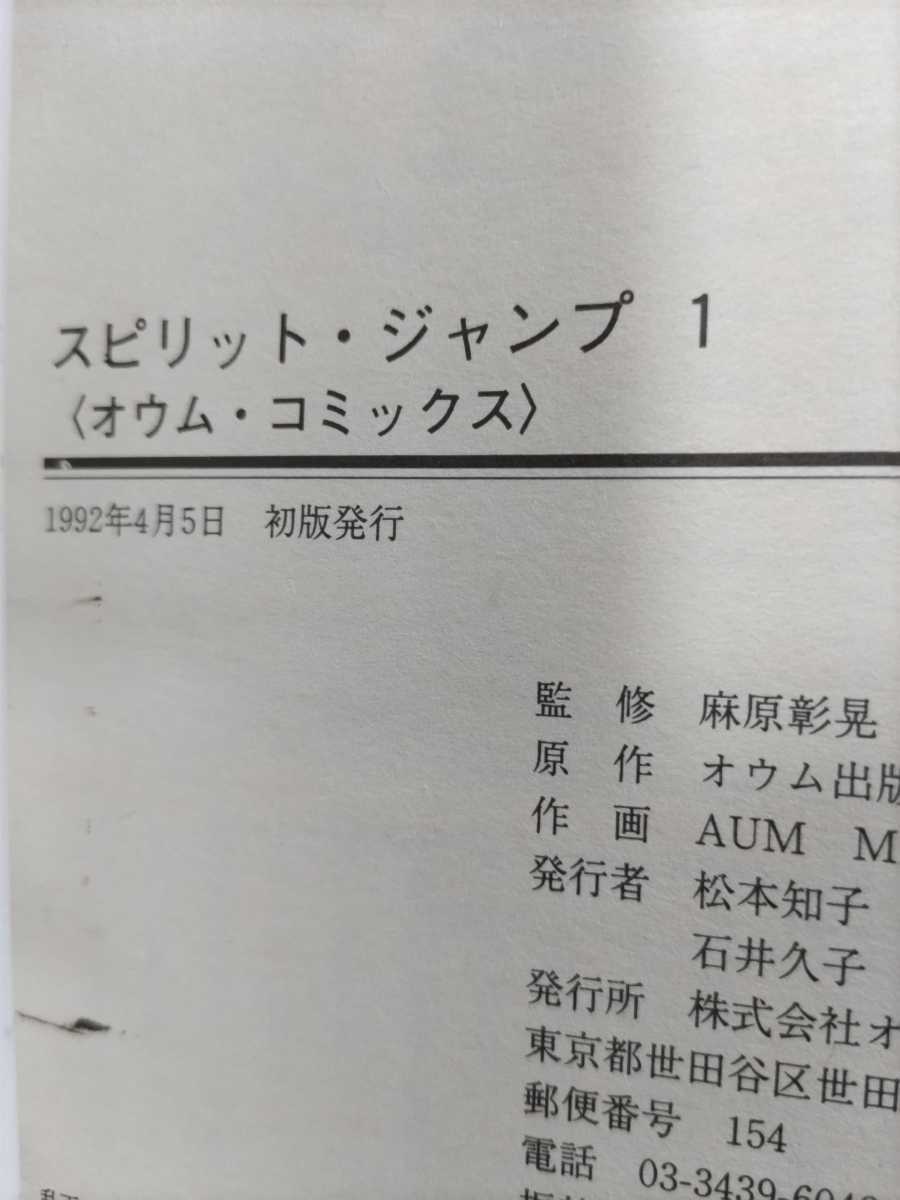 スピリット・ジャンプ 1
〈オウム・コミックス〉
1992年4月5日 初版発行
監 修 麻原彰晃
原 作 オウム出版
作 画 AUM M
発行者 松本知子
石井久子
発行所 株式会社オ
東京都世田谷区世田
郵便番号 154
電話 03-3439-60